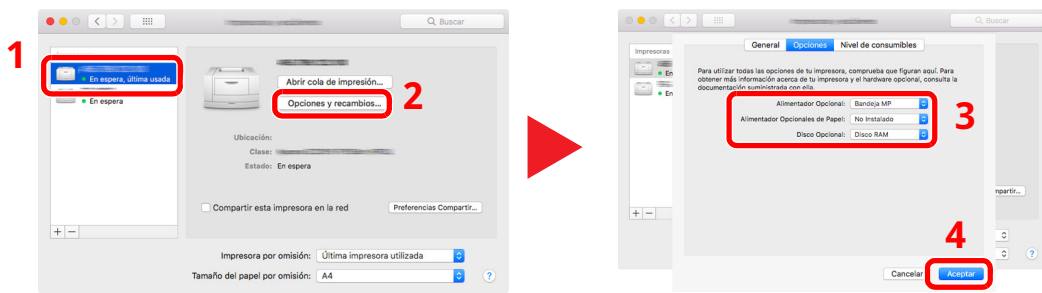 Buscar
1
En espera, última usada
En espera
Abrir cola de impresión...
Opciones y recambios...
2
Ubicación:
Clase:
Estado: En espera
Compartir esta impresora en la red
Preferencias Compartir...
+ −
Impresora por omisión: Última impresora utilizada
Tamaño del papel por omisión: A4
?
Buscar
Impresoras
En
En
General Opciones Nivel de consumibles
Para utilizar todas las opciones de tu impresora, comprueba que figuran aquí. Para
obtener más información acerca de tu impresora y el hardware opcional, consulta la
documentación suministrada con ella.
Alimentador Opcional: Bandeja MP
Alimentador Opcionales de Papel: No Instalado
Disco Opcional: Disco RAM
3
mpartir...
+ −
4
?
Cancelar Aceptar